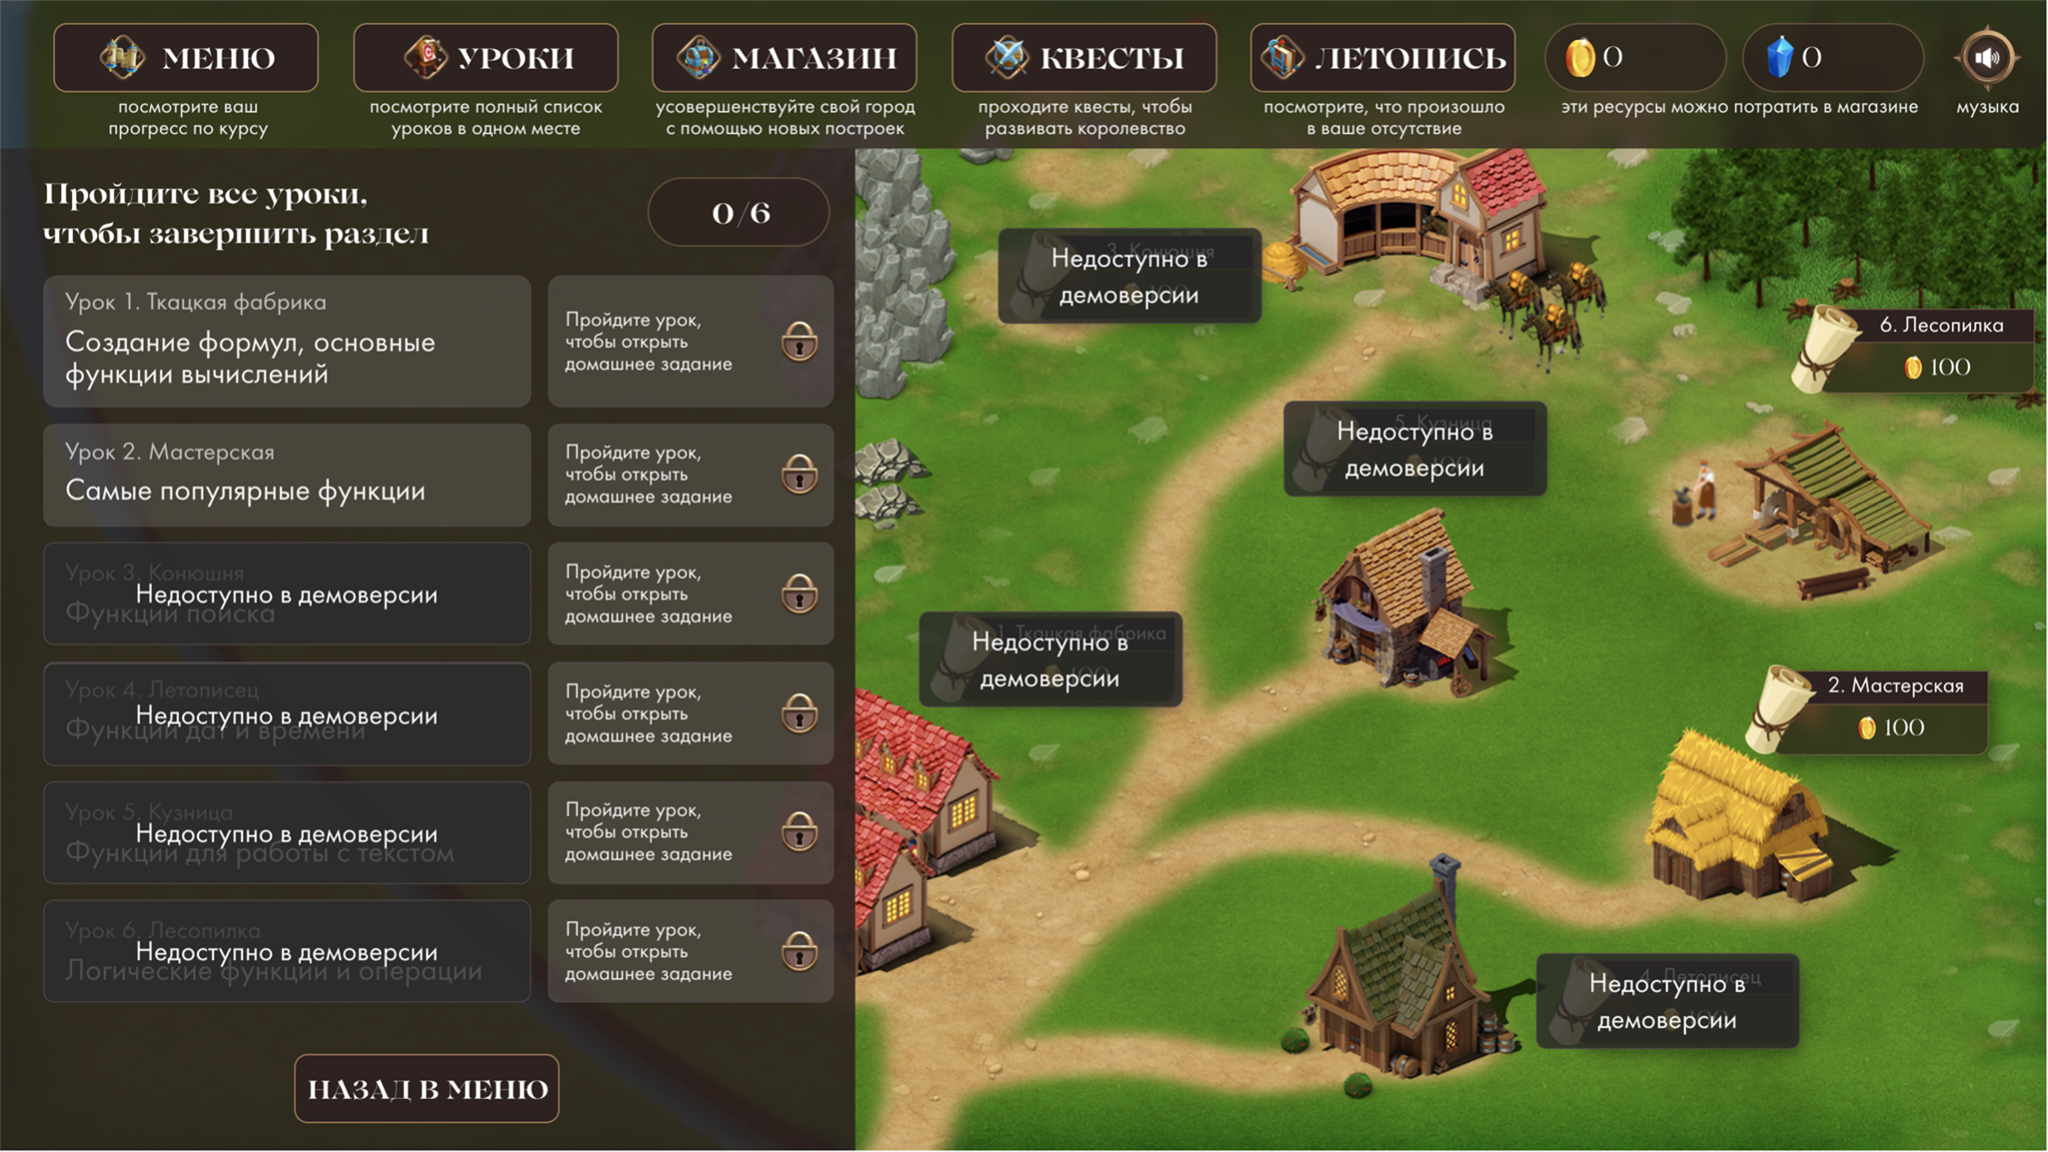 МЕНЮ
посмотрите ваш
прогресс по курсу
УРОКИ
посмотрите полный список
уроков в одном месте
МАГАЗИН
усовершенствуйте свой город
с помощью новых построек
КВЕСТЫ
проходите квесты, чтобы
развивать королевство
ЛЕТОПИСЬ
посмотрите, что произошло
в ваше отсутствие
0
0
эти ресурсы можно потратить в магазине
музыка
Пройдите все уроки,
чтобы завершить раздел
0/6
Урок 1. Ткацкая фабрика
Создание формул, основные
функции вычислений
Пройдите урок,
чтобы открыть
домашнее задание
Урок 2. Мастерская
Самые популярные функции
Пройдите урок,
чтобы открыть
домашнее задание
Урок 3. Конюшня
Недоступно в демоверсии
Функции поиска
Пройдите урок,
чтобы открыть
домашнее задание
Урок 4. Летописец
Недоступно в демоверсии
Функции дат и времени
Пройдите урок,
чтобы открыть
домашнее задание
Урок 5. Кузница
Недоступно в демоверсии
Функции для работы с текстом
Пройдите урок,
чтобы открыть
домашнее задание
Урок 6. Лесопилка
Недоступно в демоверсии
Логические функции и операции
Пройдите урок,
чтобы открыть
домашнее задание
НАЗАД В МЕНЮ
3. Конюшня
Недоступно в
демоверсии
6. Лесопилка
100
5. Кузница
Недоступно в
демоверсии
100
1. Ткацкая фабрика
Недоступно в
демоверсии
100
2. Мастерская
100
4. Летописец
Недоступно в
демоверсии
100